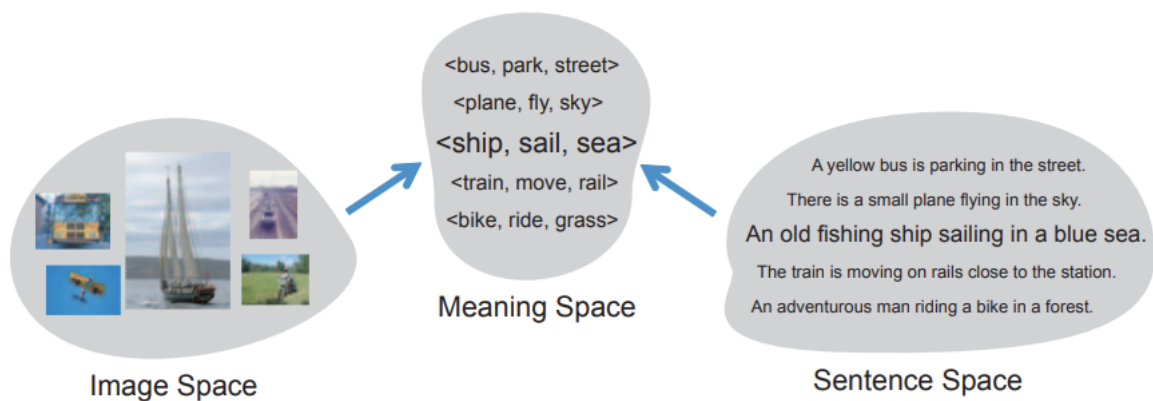 <bus, park, street>
<plane, fly, sky>
<ship, sail, sea>
<train, move, rail>
<bike, ride, grass>
Meaning Space
Image Space
A yellow bus is parking in the street.
There is a small plane flying in the sky.
An old fishing ship sailing in a blue sea.
The train is moving on rails close to the station.
An adventurous man riding a bike in a forest.
Sentence Space